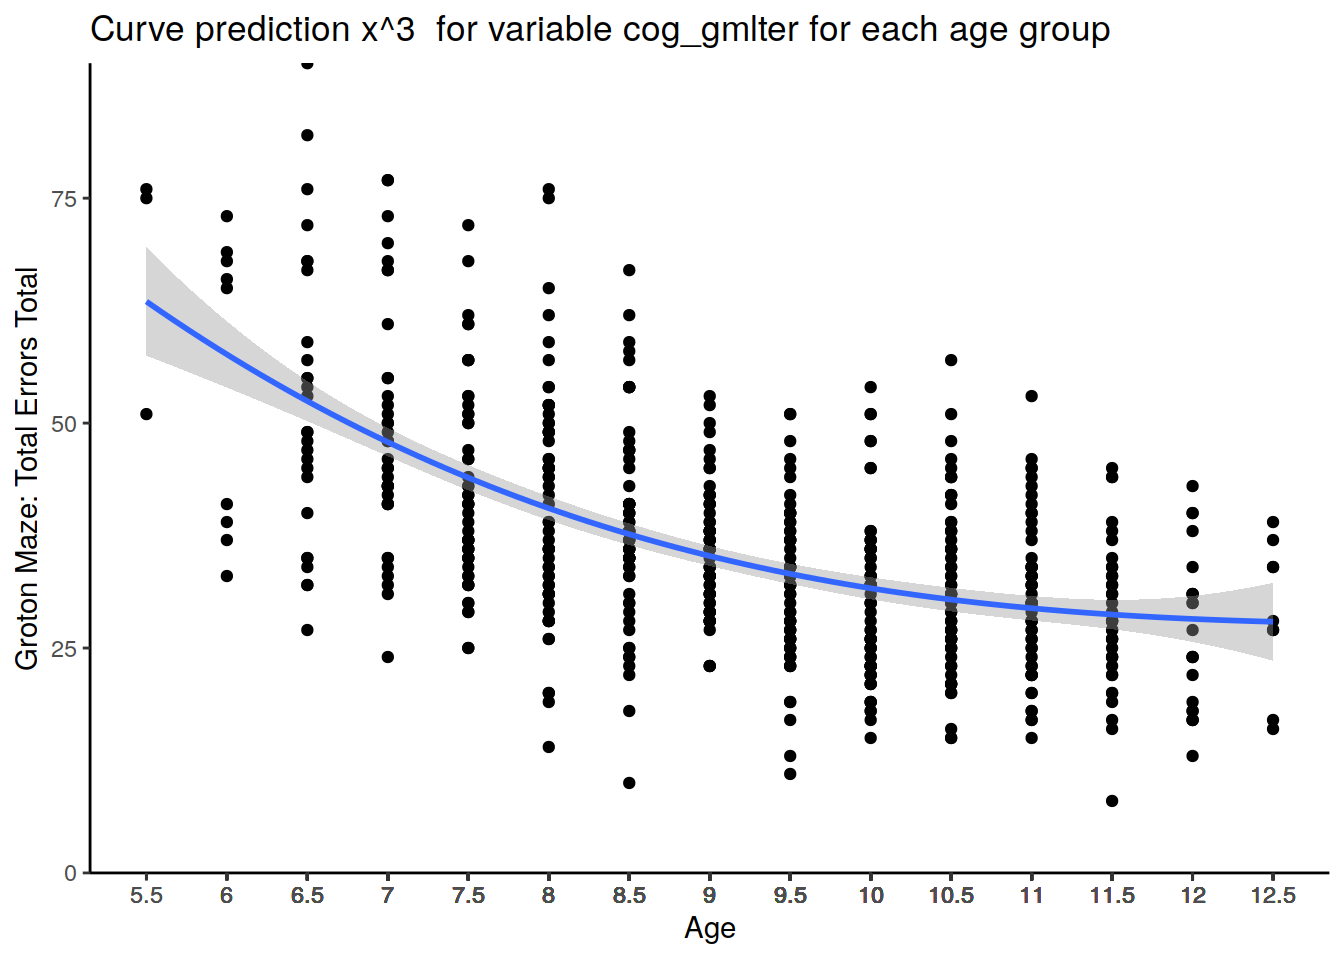 Curve prediction x^3  for variable cog_gmlter for each age group
Groton Maze: Total Errors Total
75
50
25
0
5.5 6 6.5 7 7.5 8 8.5 9 9.5 10 10.5 11 11.5 12 12.5
Age